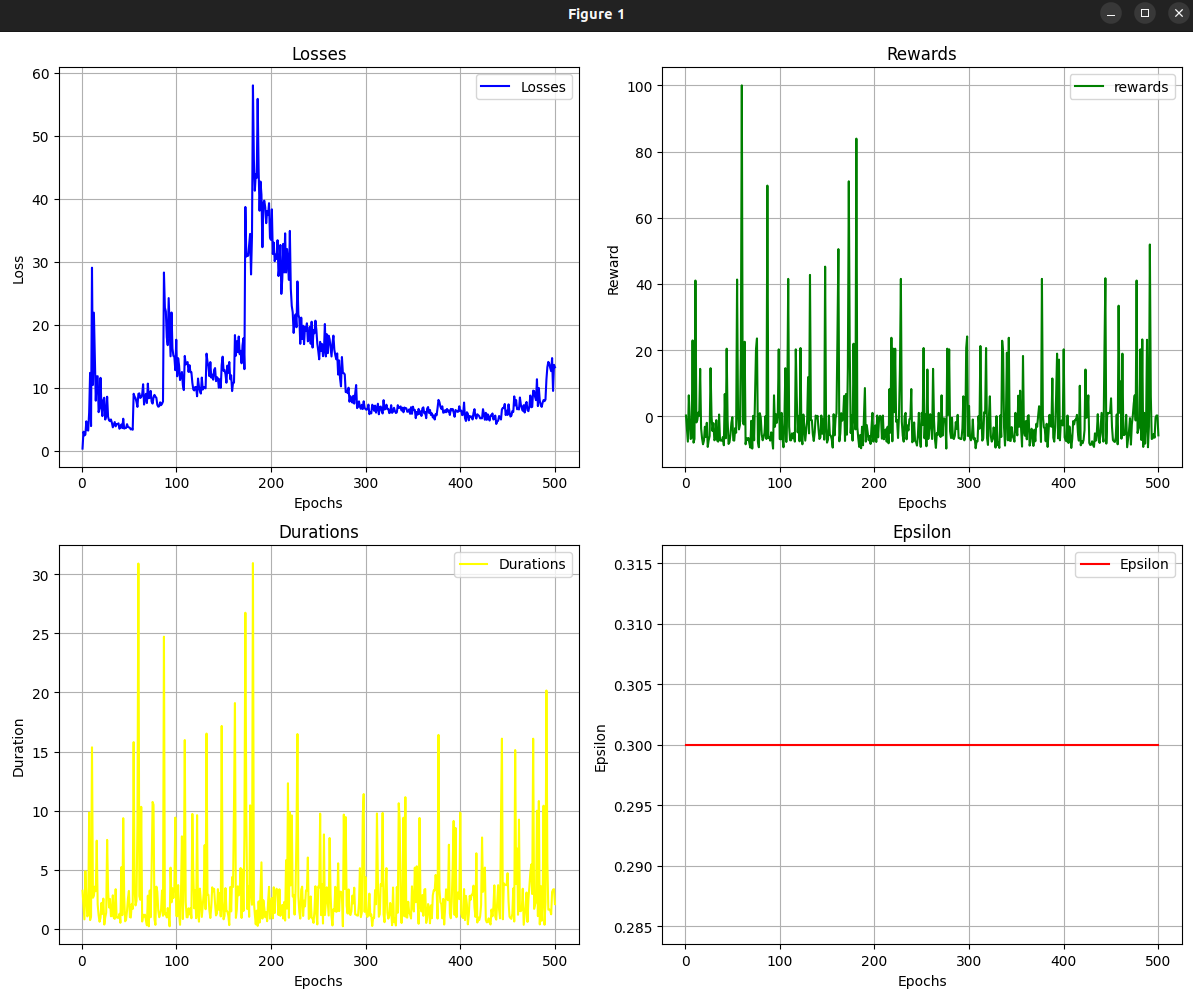 Figure 1
Losses
60
50
40
30
20
10
0
Loss
Losses
0 100 200 300 400 500
Epochs
Rewards
100
80
60
40
20
0
Reward
rewards
0 100 200 300 400 500
Epochs
Durations
30
25
20
15
10
5
0
Duration
Durations
0 100 200 300 400 500
Epochs
Epsilon
0.315
0.310
0.305
0.300
0.295
0.290
0.285
Epsilon
Epsilon
0 100 200 300 400 500
Epochs